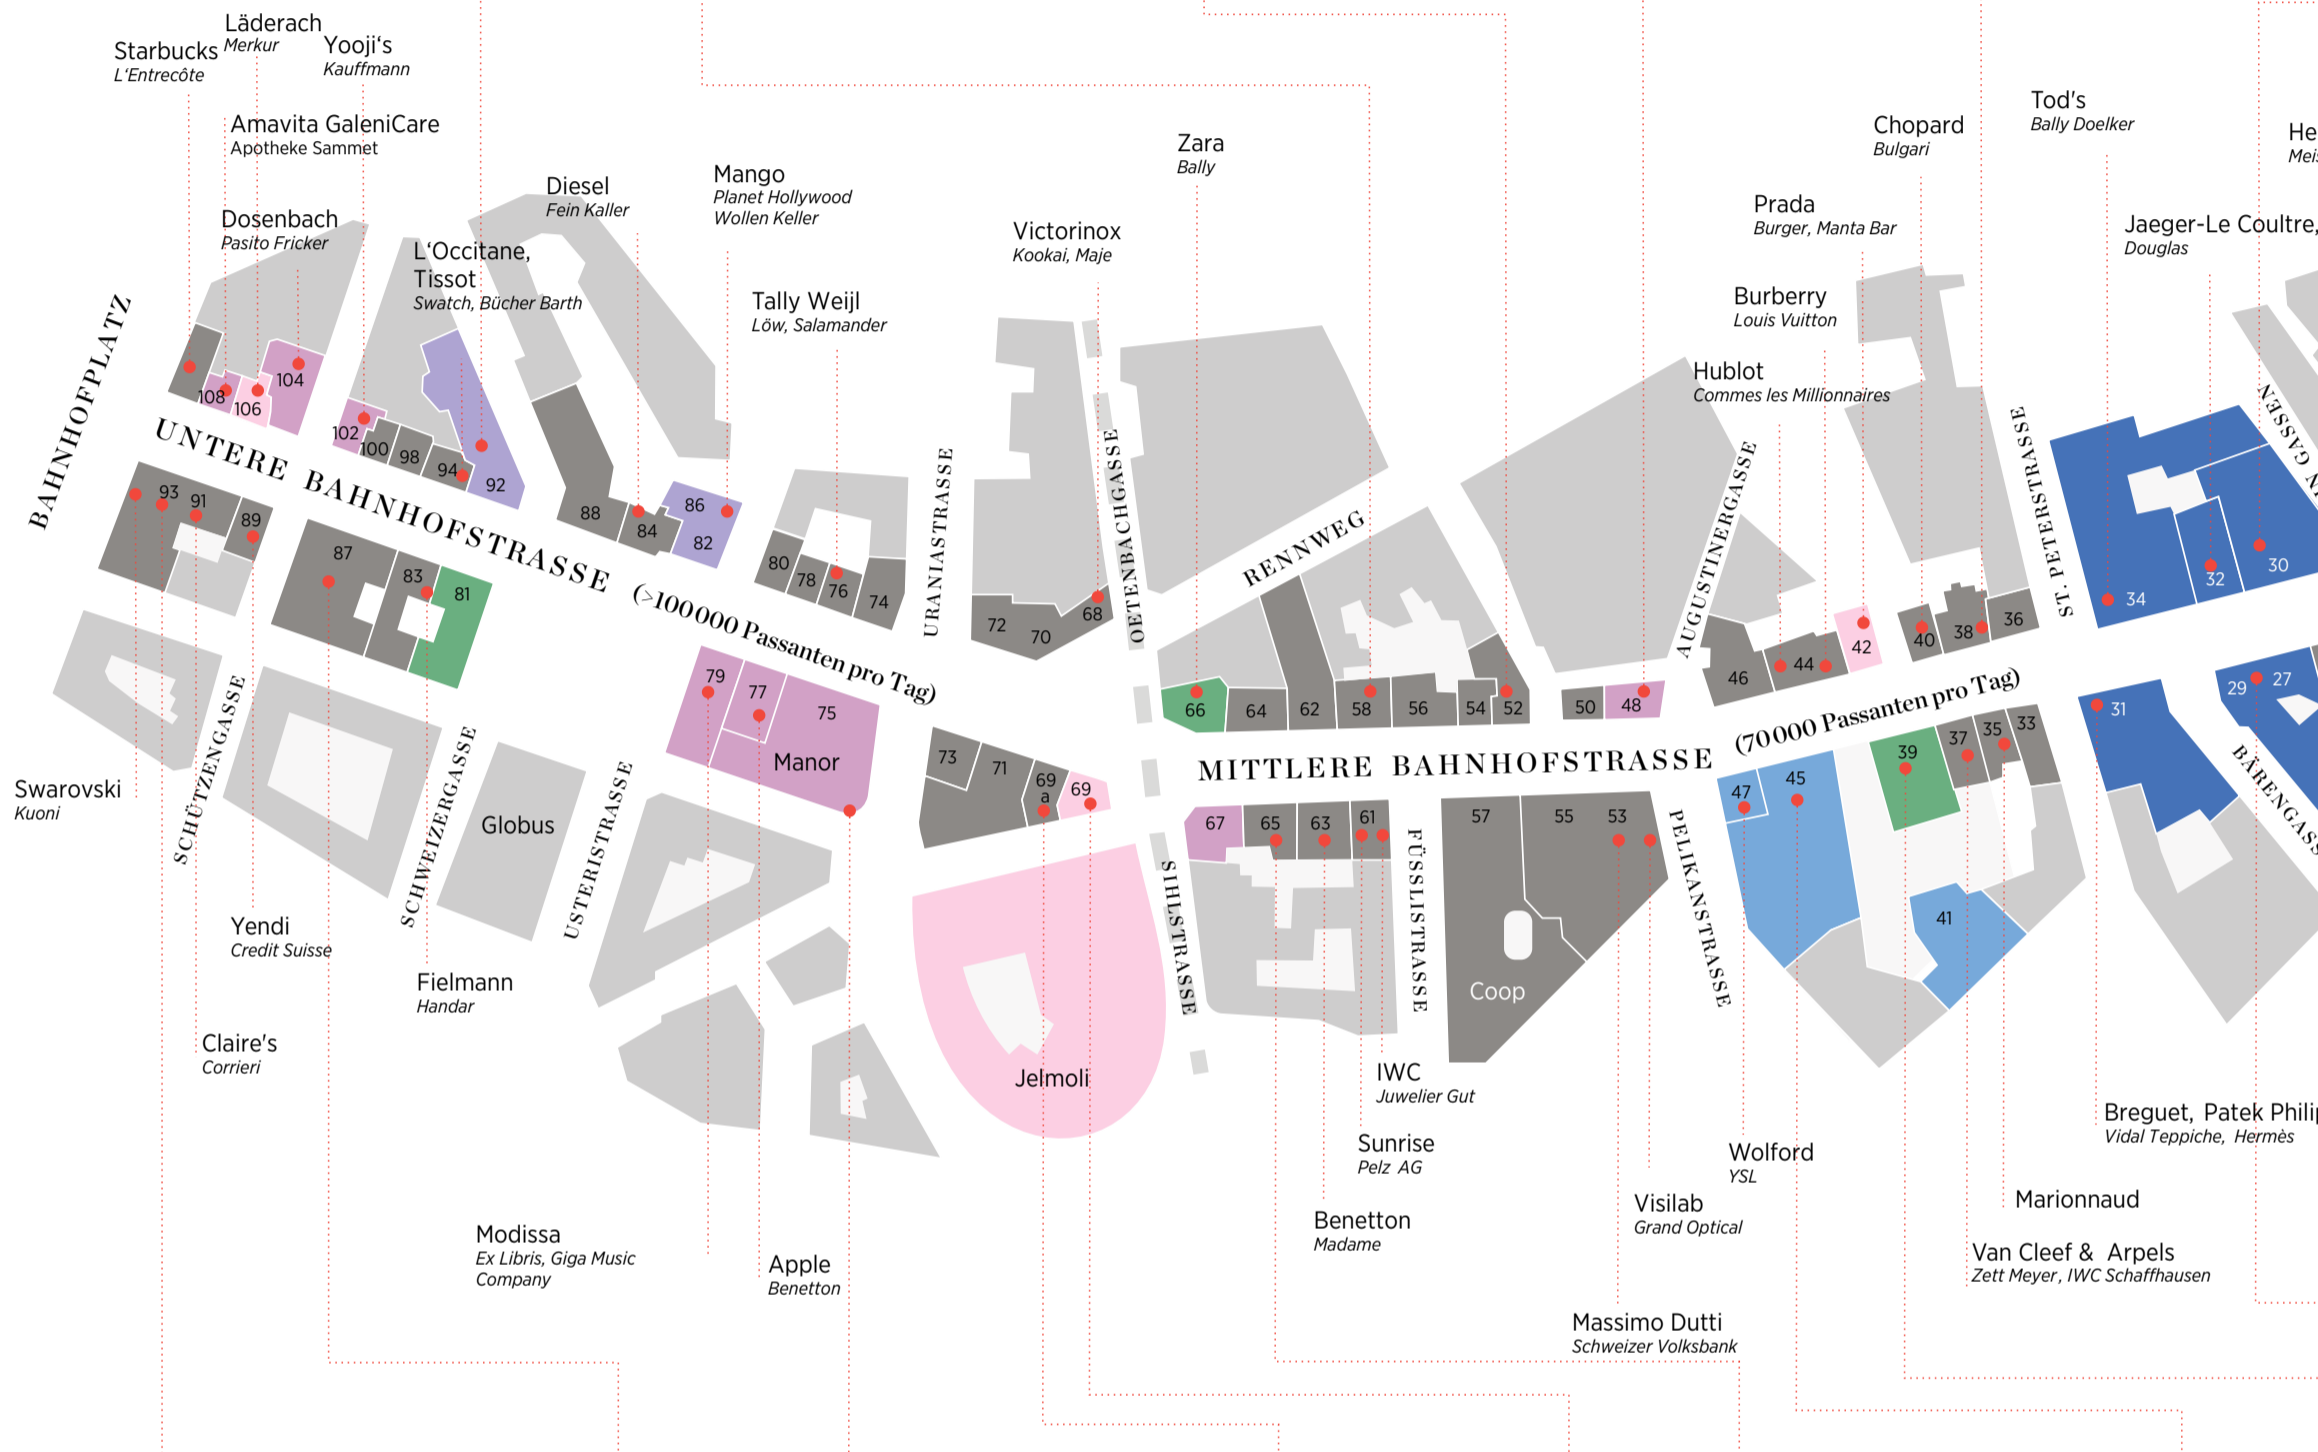 Läderach
Merkur
Starbucks
L'Entrecôte
Yooji‘s
Kauffmann
Amavita GaleniCare
Apotheke Sammet
Dosenbach
Pasito Fricker
L‘Occitane,
Tissot
Swatch, Bücher Barth
Diesel
Fein Kaller
Mango
Planet Hollywood
Wollen Keller
Tally Weijl
Löw, Salamander
Victorinox
Kookai, Maje
Zara
Bally
Hublot
Commes les Millionnaires
Burberry
Louis Vuitton
Prada
Burger, Manta Bar
Chopard
Bulgari
Tod's
Bally Doelker
Jaeger-Le Coultre,
Douglas
He
Meis
BAHNHOFPLATZ
UNTERE BAHNHOFSTRASSE (>100000 Passanten pro Tag)
MITTLERE BAHNHOFSTRASSE (70000 Passanten pro Tag)
URANIASTRASSE
OETENBACHGASSE
RENNWEG
AUGUSTINERGASSE
ST. PETERSTRASSE
N GASSEN
108
106
104
102
100
98
94
92
88
84
86
82
80
78
76
74
72
70
68
66
64
62
58
56
54
52
50
48
46
44
42
40
38
36
34
32
30
93
91
89
87
83
81
79
77
75
Manor
73
71
69
a
69
67
65
63
61
57
55
53
47
45
41
39
37
35
33
31
29
27
Globus
Jelmoli
Coop
SCHÜTZENGASSE
SCHWEIZERGASSE
USTERISTRASSE
SIHLSTRASSE
FÜSSLISTRASSE
PELIKANSTRASSE
BÄRENGASS
Swarovski
Kuoni
Yendi
Credit Suisse
Claire's
Corrieri
Fielmann
Handar
Modissa
Ex Libris, Giga Music
Company
Apple
Benetton
IWC
Juwelier Gut
Sunrise
Pelz AG
Benetton
Madame
Massimo Dutti
Schweizer Volksbank
Visilab
Grand Optical
Wolford
YSL
Marionnaud
Van Cleef & Arpels
Zett Meyer, IWC Schaffhausen
Breguet, Patek Philip
Vidal Teppiche, Hermès